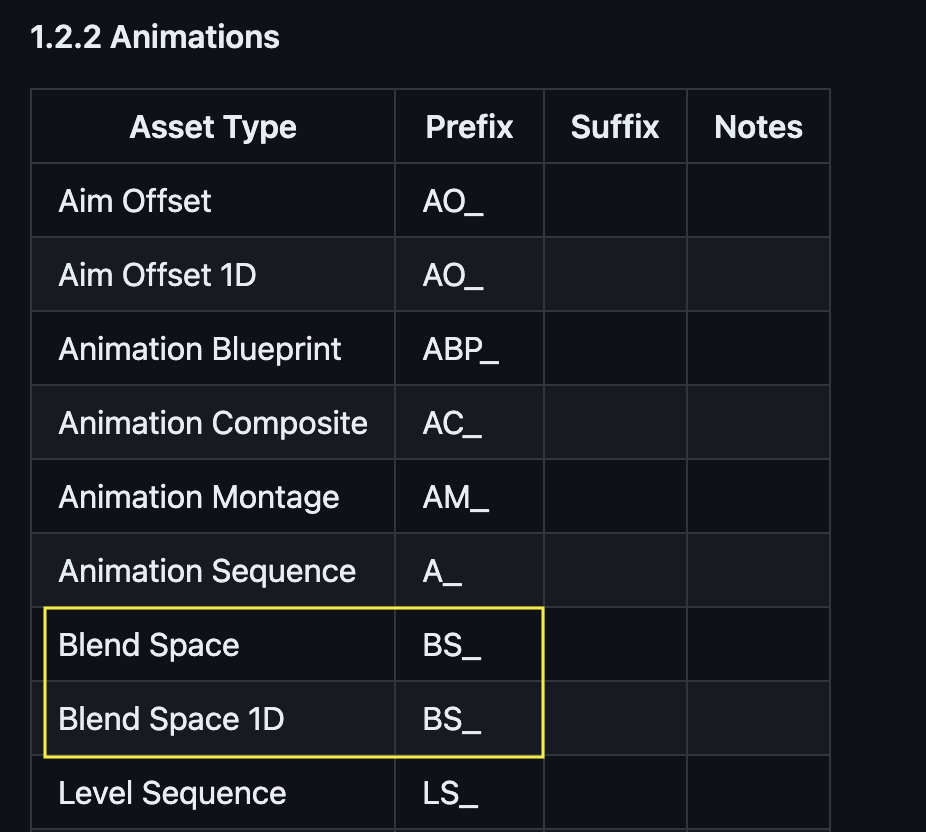 1.2.2 Animations
Asset Type Prefix Suffix Notes
Aim Offset AO_
Aim Offset 1D AO_
Animation Blueprint ABP_
Animation Composite AC_
Animation Montage AM_
Animation Sequence A_
Blend Space BS_
Blend Space 1D BS_
Level Sequence LS_